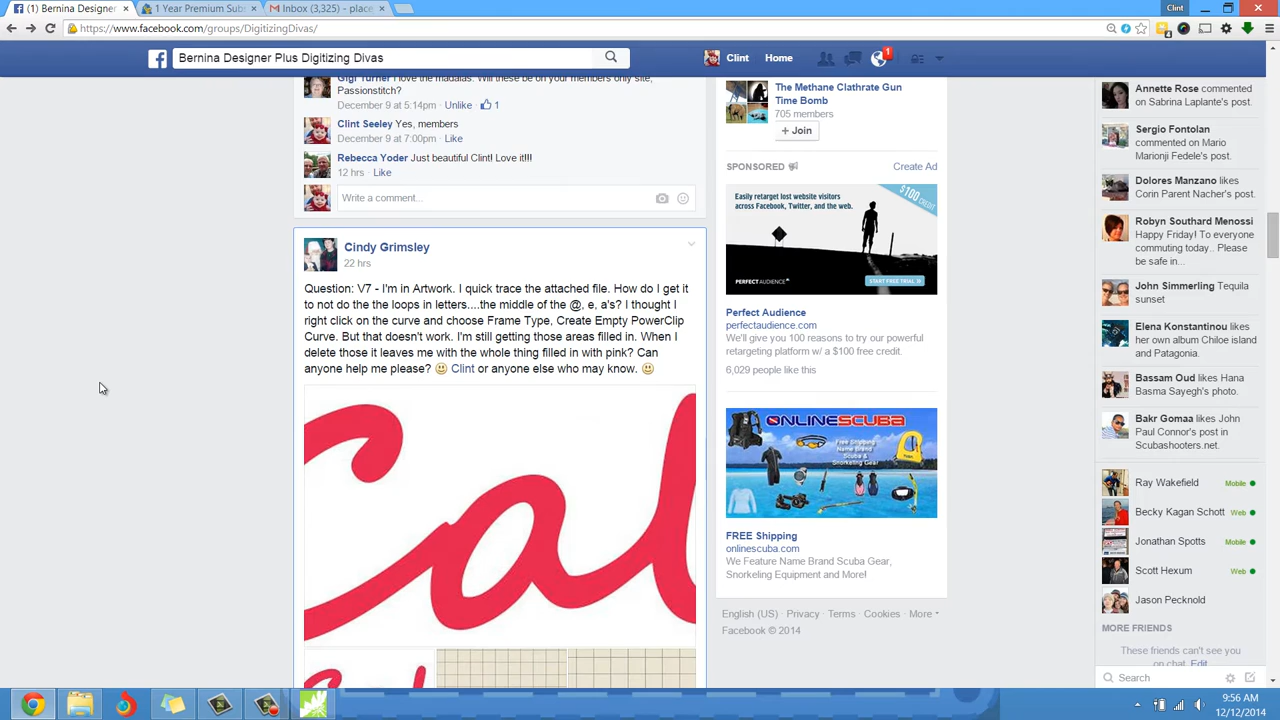 (1) Bernina Designer
1 Year Premium Sub
Inbox (3,325) - place
https://www.facebook.com/groups/DigitizingDivas/
Bernina Designer Plus Digitizing Divas
Clint
Home
1
Gigi Turner I love the madalas. Will these be on your members only site,
Passionstitch?
December 9 at 5:14pm · Unlike · 1
Clint Seeley Yes, members
December 9 at 7:00pm · Like
Rebecca Yoder Just beautiful Clint! Love it!!!
12 hrs · Like
Write a comment...
Cindy Grimsley
22 hrs
Question: V7 - I'm in Artwork. I quick trace the attached file. How do I get it
to not do the loops in letters....the middle of the @, e, a's? I thought I
right click on the curve and choose Frame Type, Create Empty PowerClip
Curve. But that doesn't work. I'm still getting those areas filled in. When I
delete those it leaves me with the whole thing filled in with pink? Can
anyone help me please? Clint or anyone else who may know.
Cal
The Methane Clathrate Gun
Time Bomb
705 members
+ Join
SPONSORED
Create Ad
Easily retarget lost website visitors
across Facebook, Twitter, and the web.
$100 CREDIT
PERFECTAUDIENCE
START FREE TRIAL
Perfect Audience
perfectaudience.com
We'll give you 100 reasons to try our powerful
retargeting platform w/ a $100 free credit.
6,029 people like this
ONLINESCUBA
Free Shipping
Name Brand
Scuba &
Snorkeling Gear
FREE Shipping
onlinescuba.com
We Feature Name Brand Scuba Gear,
Snorkeling Equipment and More!
English (US) · Privacy · Terms · Cookies · More
Facebook © 2014
Annette Rose commented
on Sabrina Laplante's post.
Sergio Fontolan
commented on Mario
Marionji Fedele's post.
Dolores Manzano likes
Corin Parent Nacher's post.
Robyn Southard Menossi
Happy Friday! To everyone
commuting today.. Please
be safe in...
John Simmerling Tequila
sunset
Elena Konstantinou likes
her own album Chiloe island
and Patagonia.
Bassam Oud likes Hana
Basma Sayegh's photo.
Bakr Gomaa likes John
Paul Connor's post in
Scubashooters.net.
Ray Wakefield
Mobile
Becky Kagan Schott
Web
Jonathan Spotts
Mobile
Scott Hexum
Web
Jason Pecknold
MORE FRIENDS
These friends can't see you
on chat. Edit
Search
9:56 AM
12/12/2014